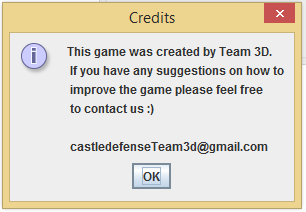 Credits
This game was created by Team 3D.
If you have any suggestions on how to
improve the game please feel free
to contact us :)
castledefenseTeam3d@gmail.com
OK